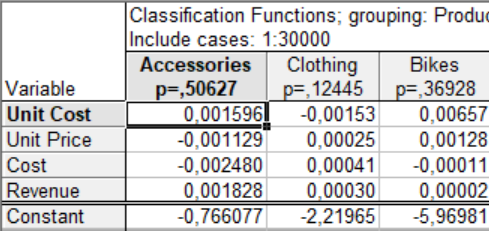 Classification Functions; grouping: Produc
Include cases: 1:30000
Variable Accessories p=,50627 Clothing p=,12445 Bikes p=,36928
Unit Cost 0,001596 -0,00153 0,00657
Unit Price -0,001129 0,00025 0,00128
Cost -0,002480 0,00041 -0,00011
Revenue 0,001828 0,00030 0,00002
Constant -0,766077 -2,21965 -5,96981